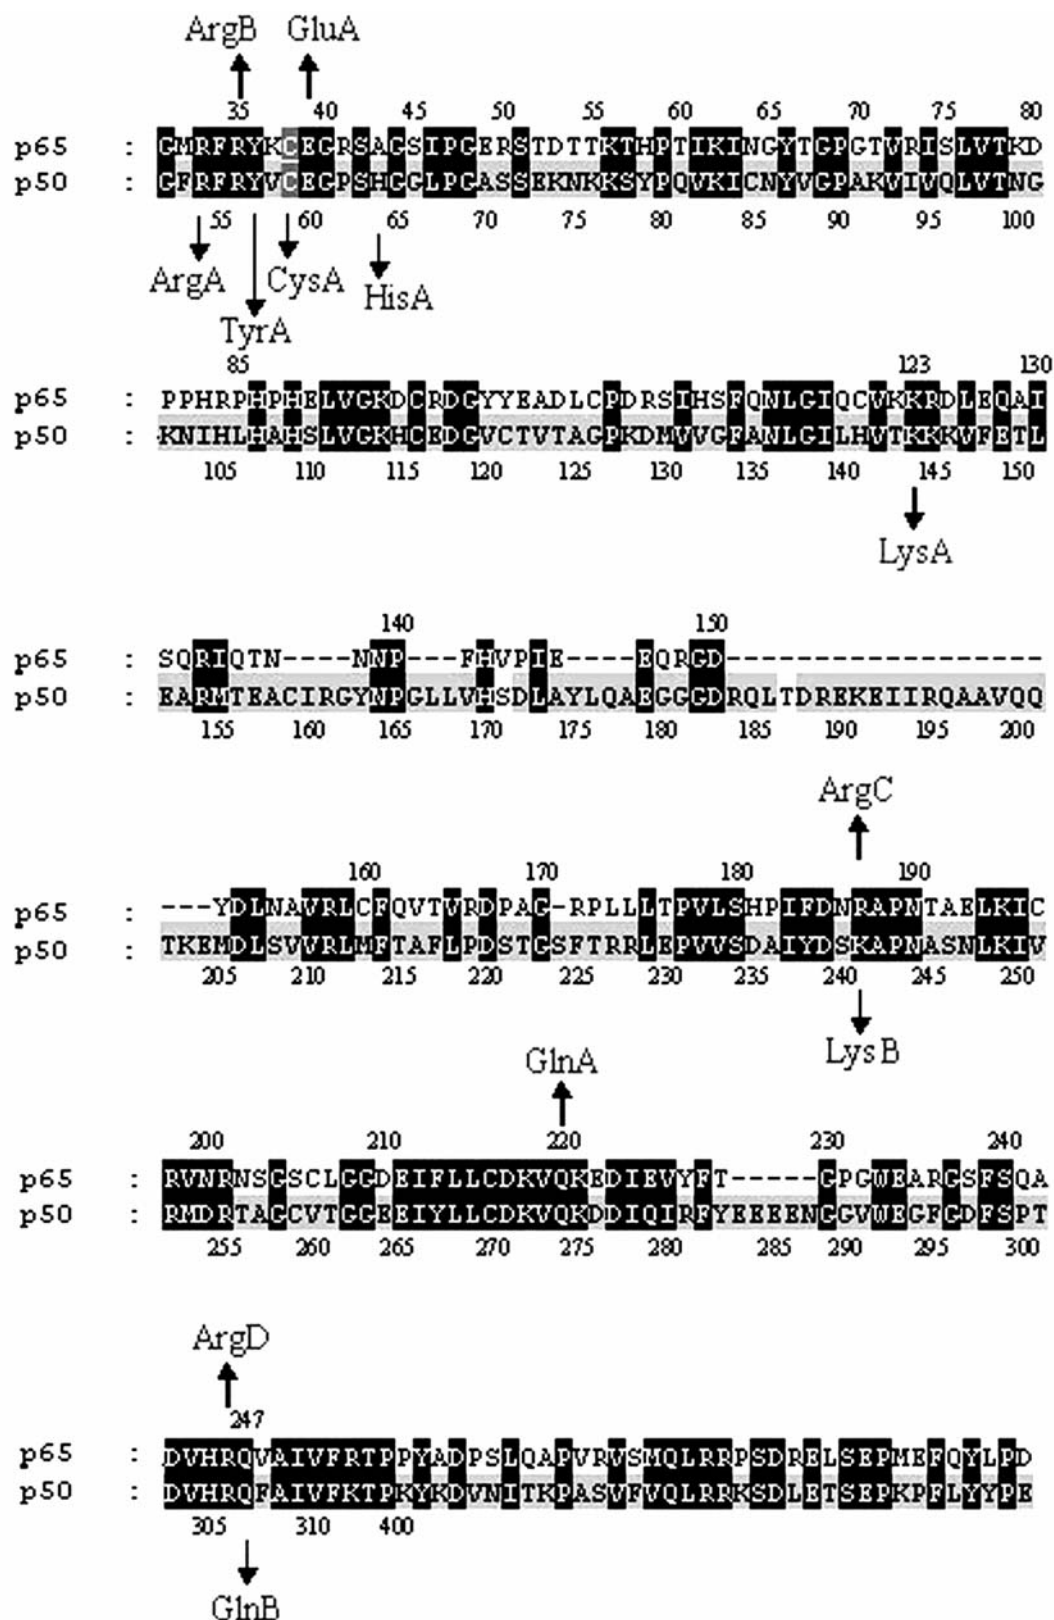 ArgB GluA
35 40 45 50 55 60 65 70 75 80
p65 : GMRFRYKCEGRSAGSIPGERSTDTTKTHPTIKINGYTGPGTVRISLVTKD
p50 : GFRFRYVCEGPSHGGLPGASSEKNKKSYPQVKICNYVGPAKVIVQLVTNG
55 60 65 70 75 80 85 90 95 100
ArgA CysA HisA
TyrA
85 123 130
p65 : PPHRPHPHELVGKDCRDGYYEADLCPDRSIHSFQNLGIQCVKKRDLEQAI
p50 : KNIHLHAHSLVGKHCEDGVCTVTAGPKDMVVGFANLGILHVTKKKVFETL
105 110 115 120 125 130 135 140 145 151
LysA
140 150
p65 : SQRIQTN----NNP---FHVPIE----EQRGD------------------
p50 : EARMTEACIRGYNPGLLVHSDLAYLQAEGGGDRQLTDREKEIIRQAAVQQ
155 160 165 170 175 180 185 190 195 200
ArgC
160 170 180 190
p65 : ---YDLNAVRLCFQVTVRDPAG-RPLLLTPVLSHPIFDNRAPNTAELKIC
p50 : TKEMDLSVVRLMFTAFLPDSTGSFTRRLEPVVSDAIYDSKAPNASNLKIV
205 210 215 220 225 230 235 240 245 250
LysB
GlnA
200 210 220 230 240
p65 : RVNRNSGSCLGGDEIFLLCDKVQKEDIEVYFT-----GPGWEARGSFSQA
p50 : RMDRTAGCVTGGEEIYLLCDKVQKDDIQIRFYEEEENGGVWEGFGDFSPT
255 260 265 270 275 280 285 290 295 300
ArgD
247
p65 : DVHRQVAIVFRTPPYADPSLQAPVRVSMQLRRPSDRELSEPMEFQYLPD
p50 : DVHRQFAIVFKTPKYKDVNITKPASVFVQLRRKSDLETSEPKPFLYYPE
305 310 400
GlnB